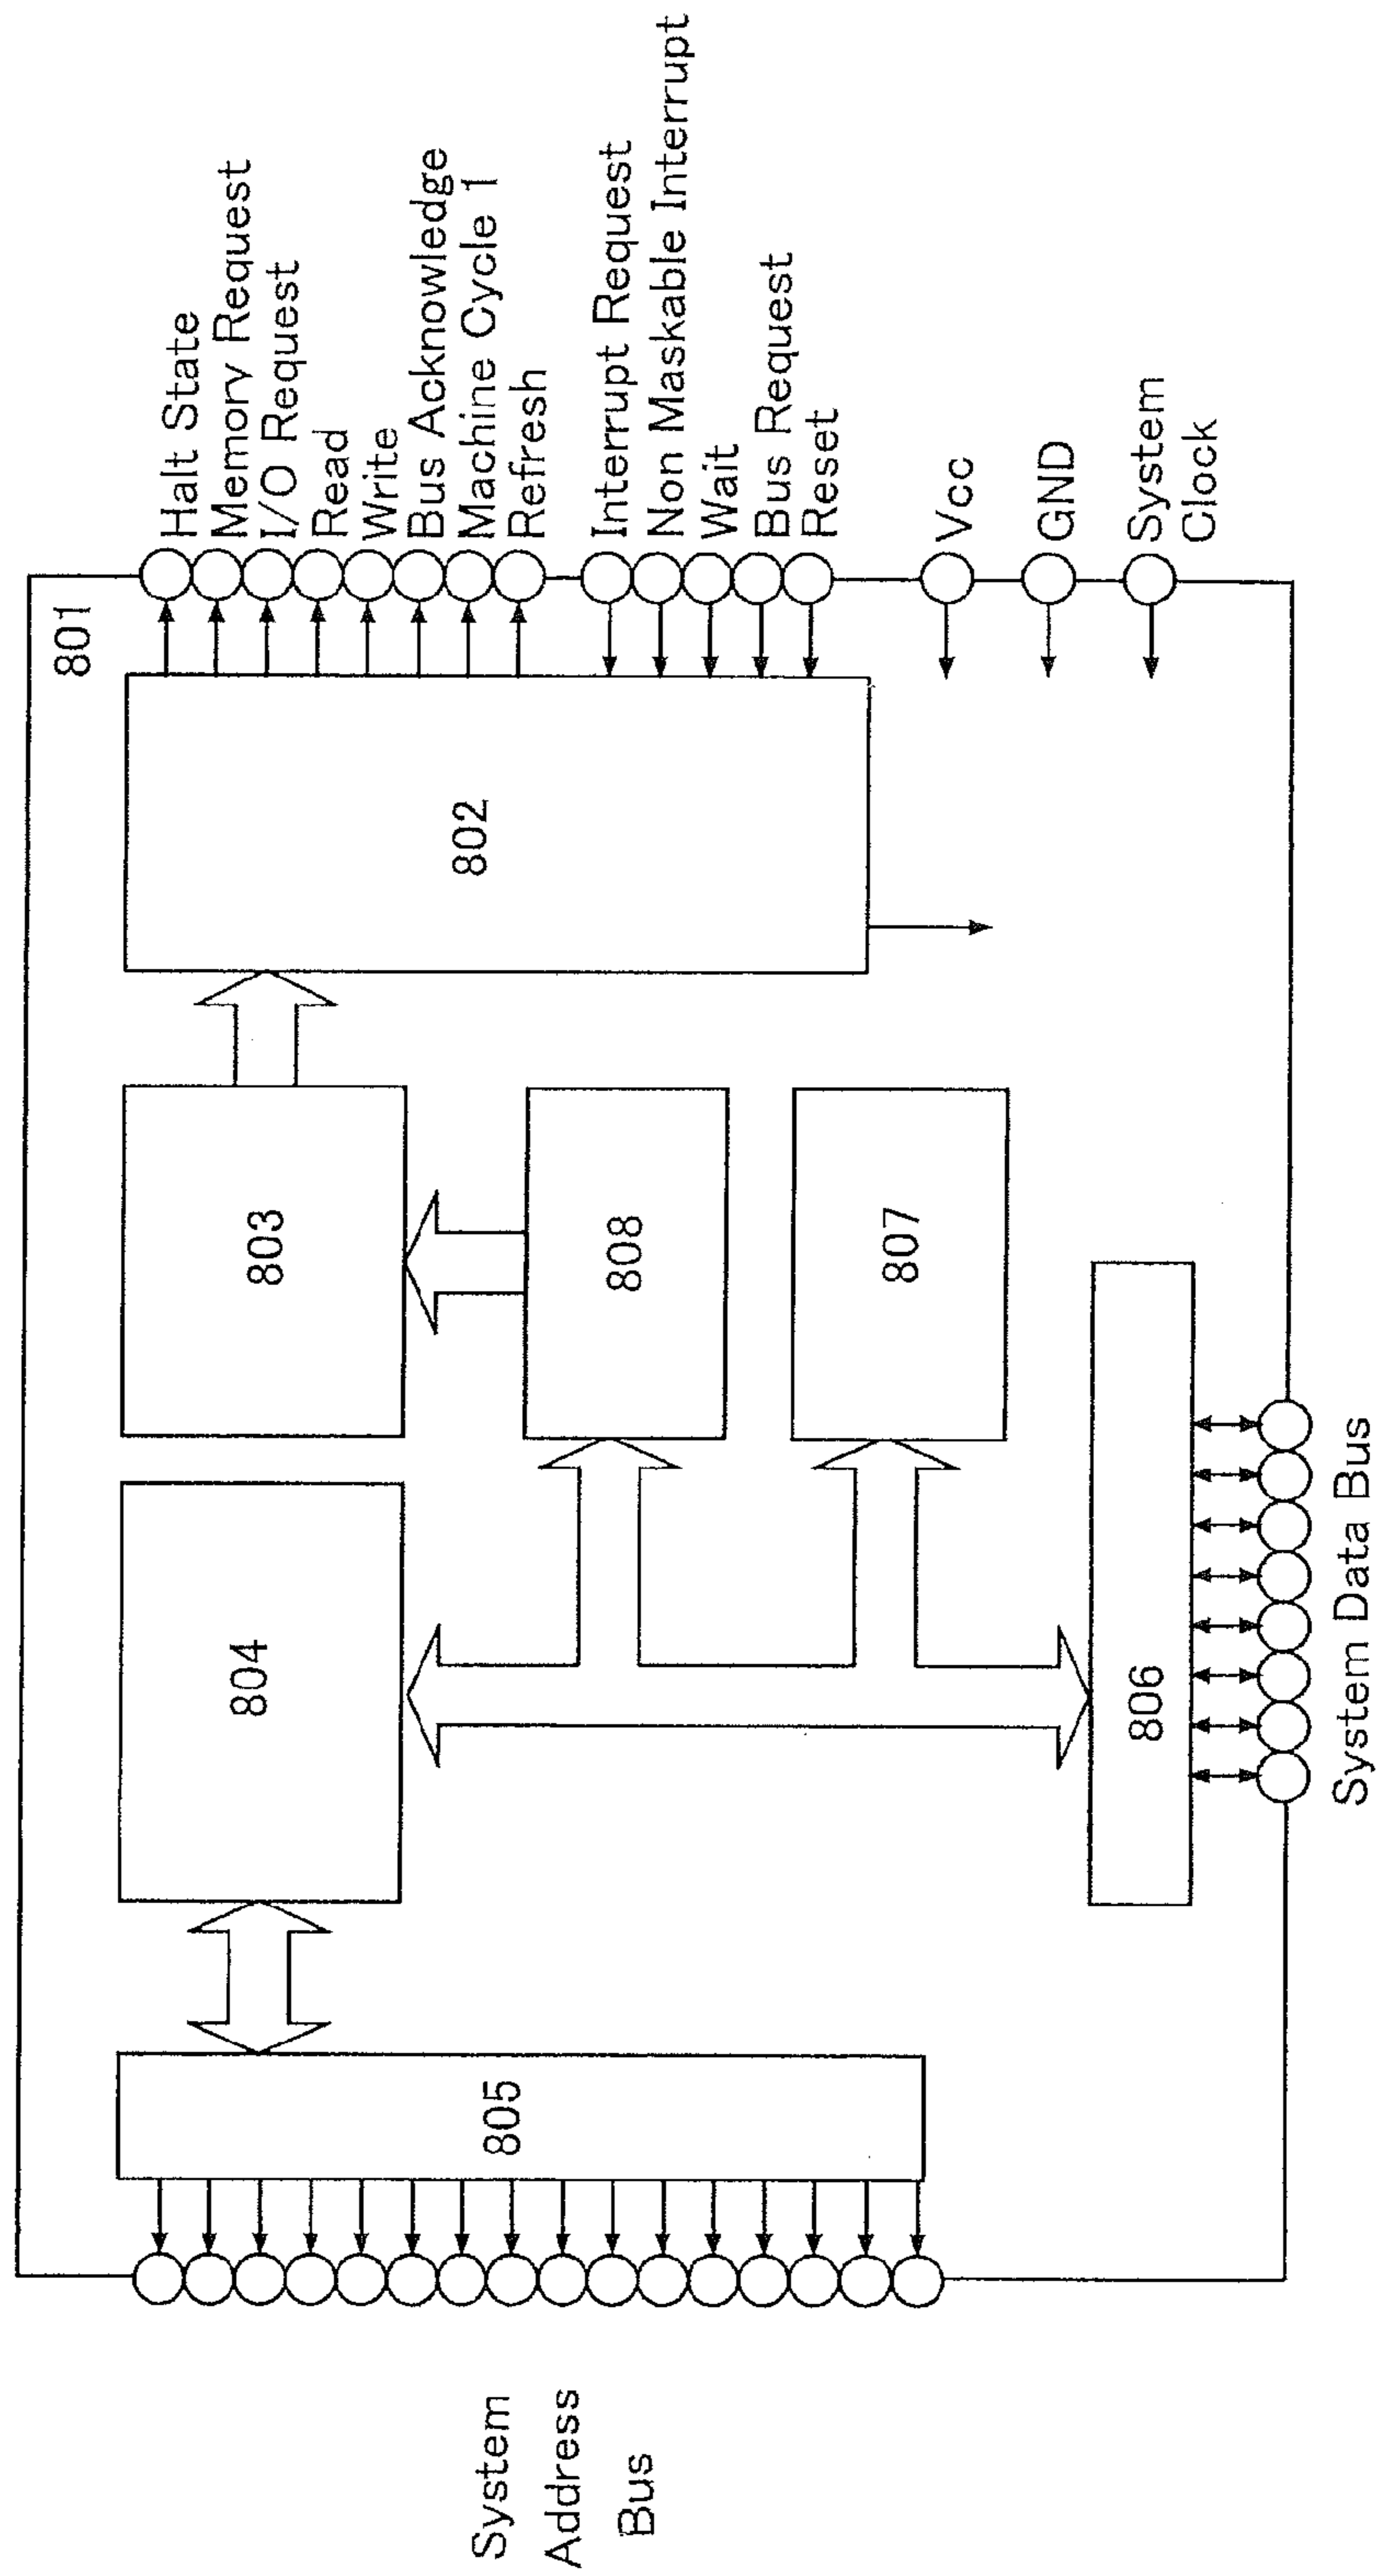 801
Halt State
Memory Request
I/O Request
Read
Write
Bus Acknowledge
Machine Cycle 1
Refresh
Interrupt Request
Non Maskable Interrupt
Wait
Bus Request
Reset
Vcc
GND
System
Clock
802
803
808
807
804
806
805
System
Address
Bus
System Data Bus